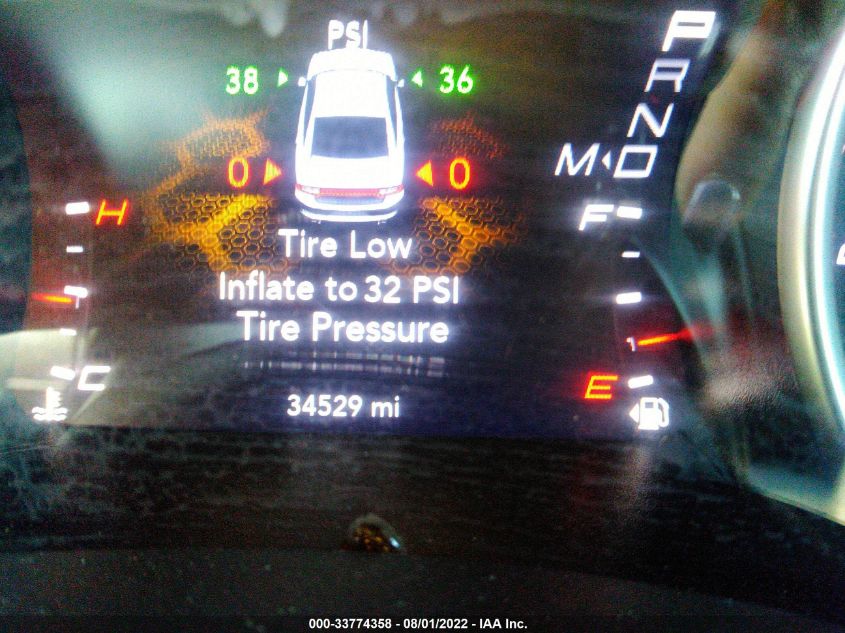 PSI
38 36
0 0
Tire Low
Inflate to 32 PSI
Tire Pressure
34529 mi
H
C
P
R
N
M D
F
E
000-33774358 - 08/01/2022 - IAA Inc.